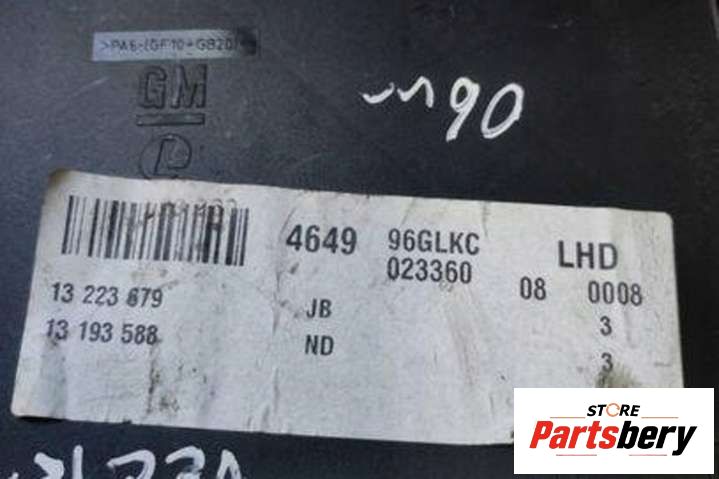 >PA6-(GF10+GB20)<
GM
4649 96GLKC LHD
023360 08 0008
13 223 679 JB 3
13 193 588 ND 3
STORE
Partsbery